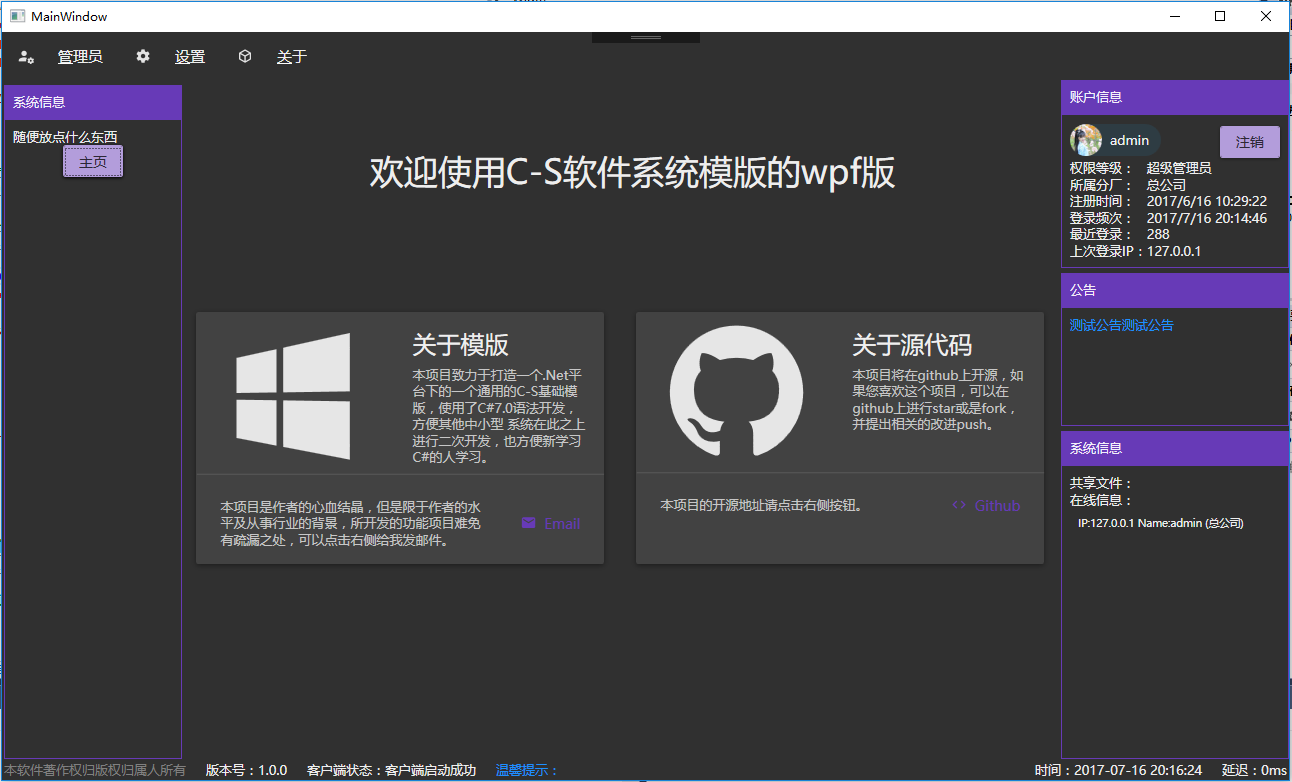 MainWindow
管理员 设置 关于
系统信息
随便放点什么东西
主页
欢迎使用C-S软件系统模版的wpf版
关于模版
本项目致力于打造一个.Net平
台下的一个通用的C-S基础模
版，使用了C#7.0语法开发，
方便其他中小型 系统在此之上
进行二次开发，也方便新学习
C#的人学习。
本项目是作者的心血结晶，但是限于作者的水
平及从事行业的背景，所开发的功能项目难免
有疏漏之处，可以点击右侧给我发邮件。
Email
关于源代码
本项目将在github上开源，如
果您喜欢这个项目，可以在
github上进行star或是fork，
并提出相关的改进push。
本项目的开源地址请点击右侧按钮。
Github
账户信息
admin
注销
权限等级： 超级管理员
所属分厂： 总公司
注册时间： 2017/6/16 10:29:22
登录频次： 2017/7/16 20:14:46
最近登录： 288
上次登录IP：127.0.0.1
公告
测试公告测试公告
系统信息
共享文件：
在线信息：
IP:127.0.0.1 Name:admin (总公司)
本软件著作权归版权归属人所有 版本号：1.0.0 客户端状态：客户端启动成功 温馨提示： 时间：2017-07-16 20:16:24 延迟：0ms